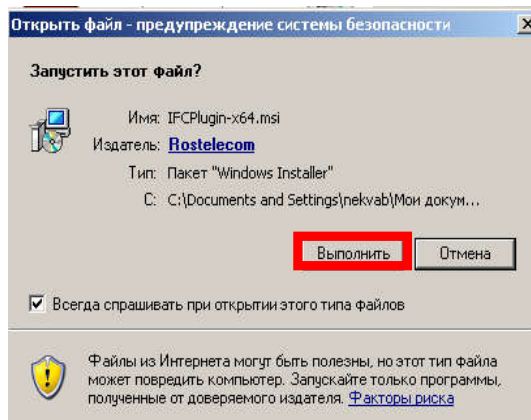 Открыть файл - предупреждение системы безопасности
Запустить этот файл?
Имя: IFCPlugin-x64.msi
Издатель: Rostelecom
Тип: Пакет "Windows Installer"
С: C:\Documents and Settings\nekvab\Мои докум...
Выполнить Отмена
Всегда спрашивать при открытии этого типа файлов
Файлы из Интернета могут быть полезны, но этот тип файла
может повредить компьютер. Запускайте только программы,
полученные от доверяемого издателя. Факторы риска